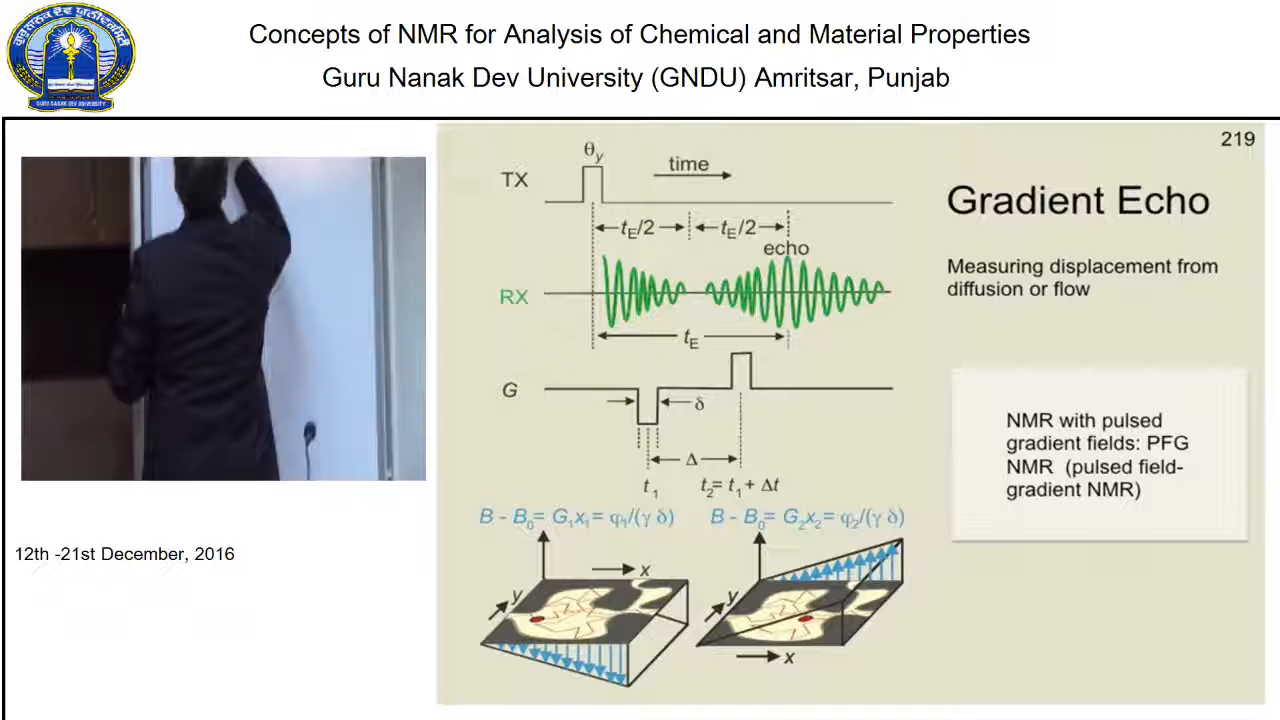 Concepts of NMR for Analysis of Chemical and Material Properties
Guru Nanak Dev University (GNDU) Amritsar, Punjab
219
θy
TX
time
Gradient Echo
tE/2
tE/2
echo
Measuring displacement from
diffusion or flow
RX
tE
G
δ
NMR with pulsed
gradient fields: PFG
NMR (pulsed field-
gradient NMR)
Δ
t1
t2= t1 + Δt
B - B0= G1x1= φ1/(γ δ)
B - B0= G2x2= φ2/(γ δ)
12th -21st December, 2016
x
y
y
x